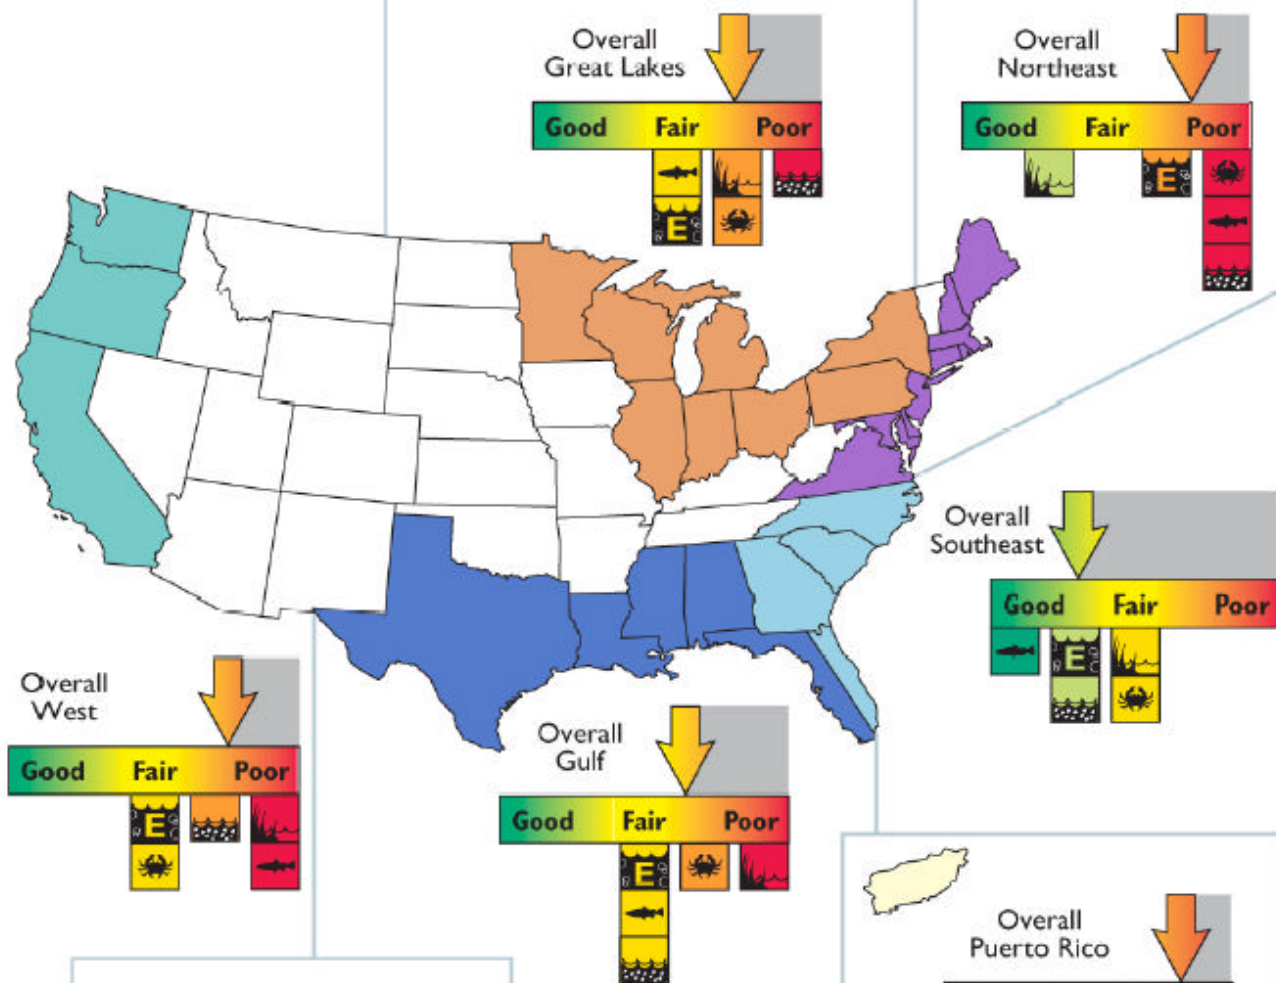 Overall
Great Lakes
Good Fair Poor
E
Overall
Northeast
Good Fair Poor
E
Overall
Southeast
Good Fair Poor
E
Overall
West
Good Fair Poor
E
Overall
Gulf
Good Fair Poor
E
Overall
Puerto Rico